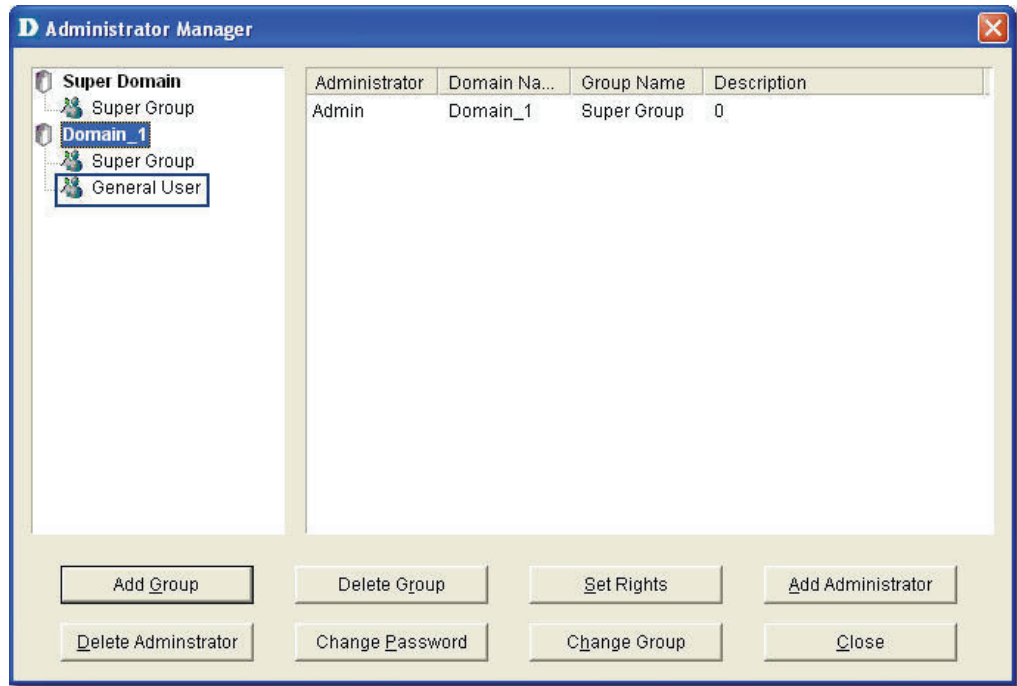 D Administrator Manager
Super Domain
Super Group
Domain_1
Super Group
General User
Administrator Domain Na... Group Name Description
Admin Domain_1 Super Group 0
Add Group Delete Group Set Rights Add Administrator
Delete Adminstrator Change Password Change Group Close